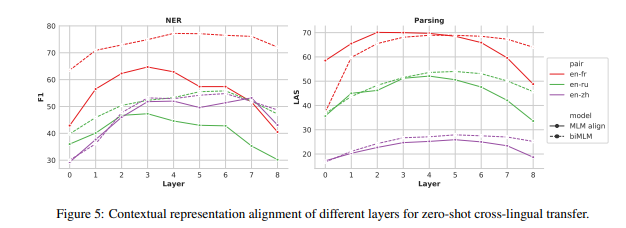 NER
F1
80
70
60
50
40
30
0 1 2 3 4 5 6 7 8
Layer
Parsing
LAS
70
60
50
40
30
20
0 1 2 3 4 5 6 7 8
Layer
pair
en-fr
en-ru
en-zh
model
MLM align
biMLM
Figure 5: Contextual representation alignment of different layers for zero-shot cross-lingual transfer.